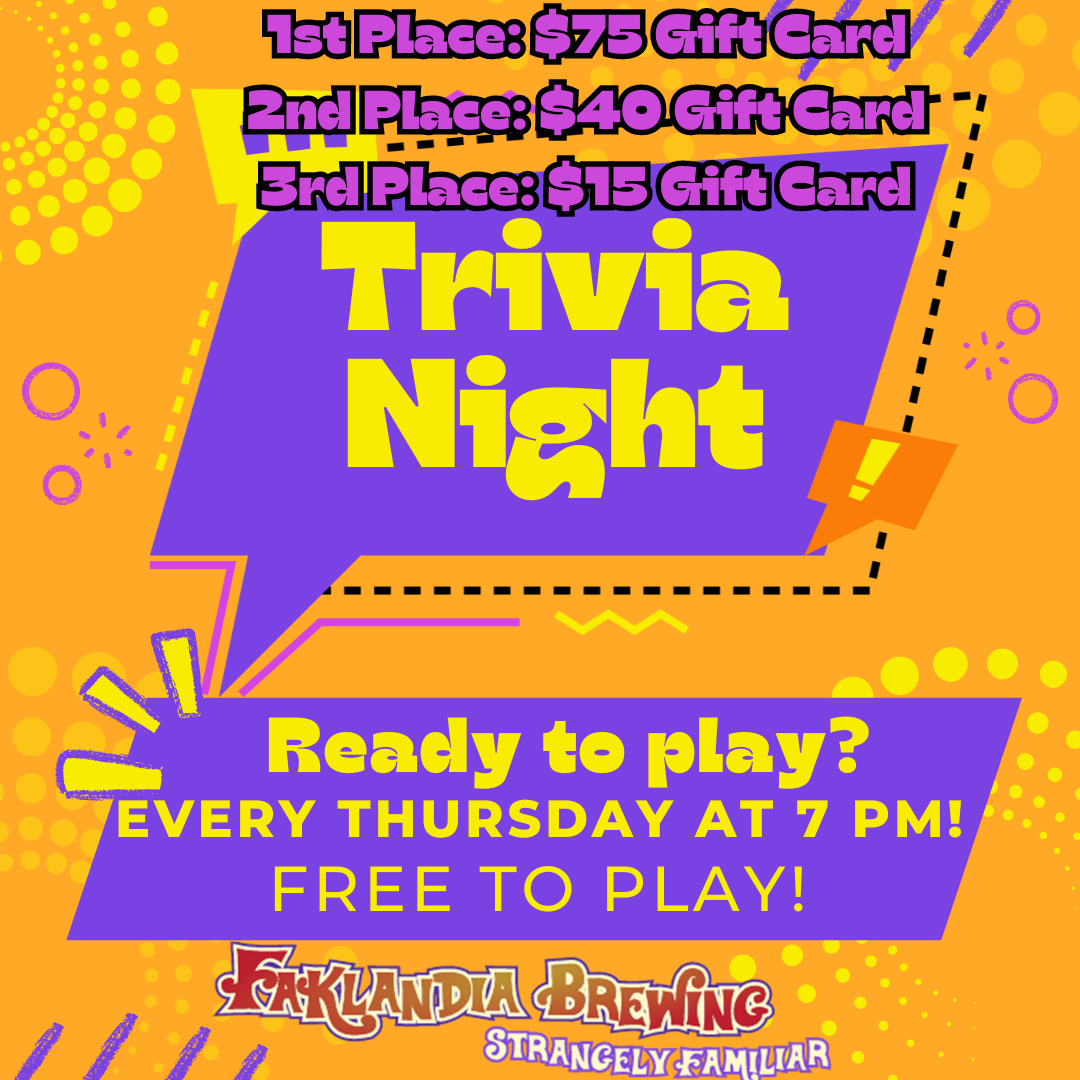 1st Place: $75 Gift Card
2nd Place: $40 Gift Card
3rd Place: $15 Gift Card
Trivia
Night
!
Ready to play?
EVERY THURSDAY AT 7 PM!
FREE TO PLAY!
FAKLANDIA BREWING
STRANGELY FAMILIAR